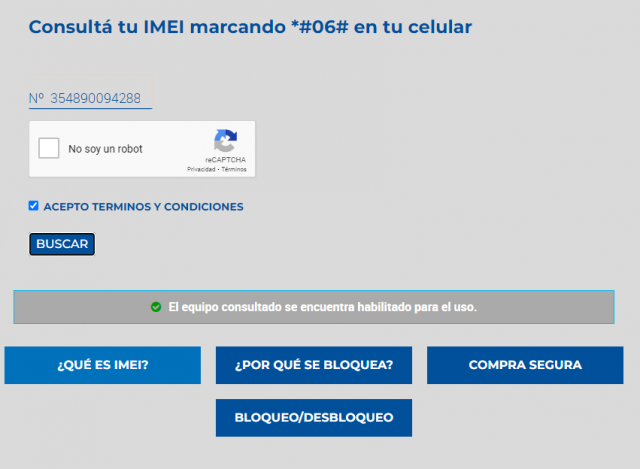 Consultá tu IMEI marcando *#06# en tu celular
Nº 354890094288
No soy un robot
reCAPTCHA
Privacidad - Términos
ACEPTO TERMINOS Y CONDICIONES
BUSCAR
El equipo consultado se encuentra habilitado para el uso.
¿QUÉ ES IMEI?
¿POR QUÉ SE BLOQUEA?
COMPRA SEGURA
BLOQUEO/DESBLOQUEO